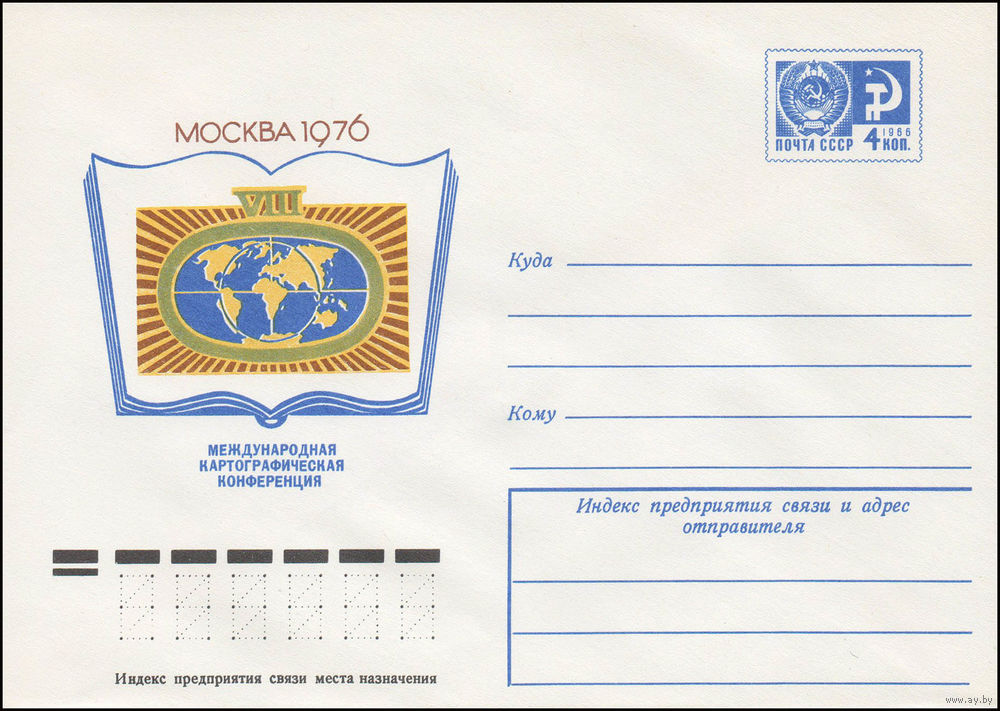 МОСКВА 1976
VIII
МЕЖДУНАРОДНАЯ
КАРТОГРАФИЧЕСКАЯ
КОНФЕРЕНЦИЯ
1966
ПОЧТА СССР 4 КОП.
Куда
Кому
Индекс предприятия связи и адрес
отправителя
Индекс предприятия связи места назначения
www.ay.by